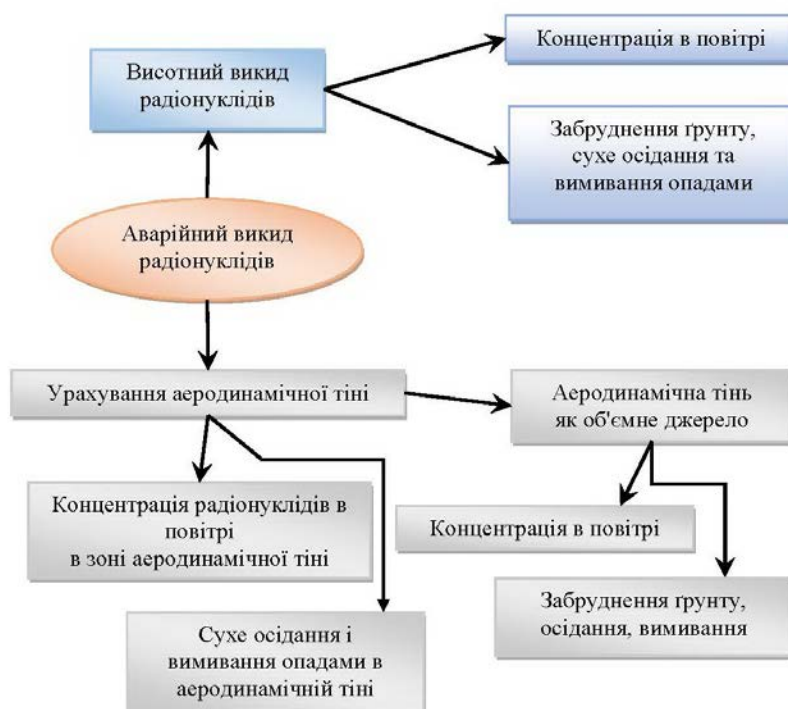 Концентрація в повітрі
Висотний викид
радіонуклідів
Забруднення ґрунту,
сухе осідання та
вимивання опадами
Аварійний викид
радіонуклідів
Урахування аеродинамічної тіні
Аеродинамічна тінь
як об'ємне джерело
Концентрація радіонуклідів в
повітрі
в зоні аеродинамічної тіні
Концентрація в повітрі
Сухе осідання і
вимивання опадами в
аеродинамічній тіні
Забруднення ґрунту,
осідання, вимивання